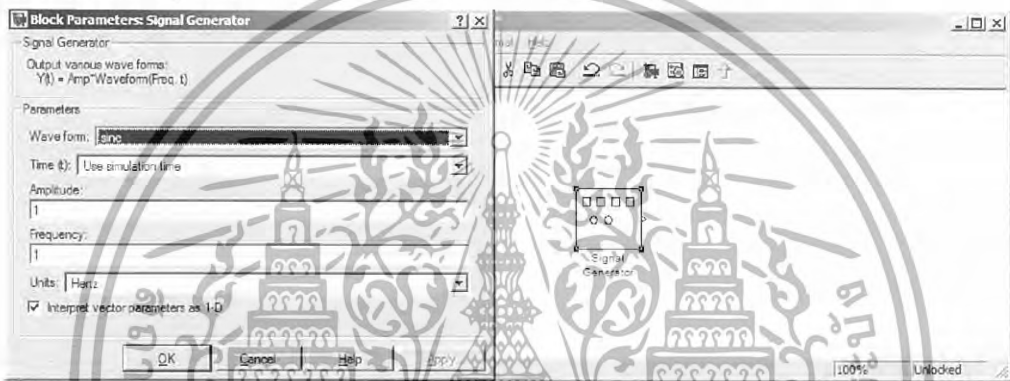 Block Parameters: Signal Generator
Signal Generator
Output various wave forms:
Y(t) = Amp*Waveform(Freq, t)
Parameters
Wave form: sine
Time (t): Use simulation time
Amplitude:
1
Frequency:
1
Units: Hertz
Interpret vector parameters as 1-D
OK Cancel Help Apply
Help
Signal
Generator
100% Unlocked